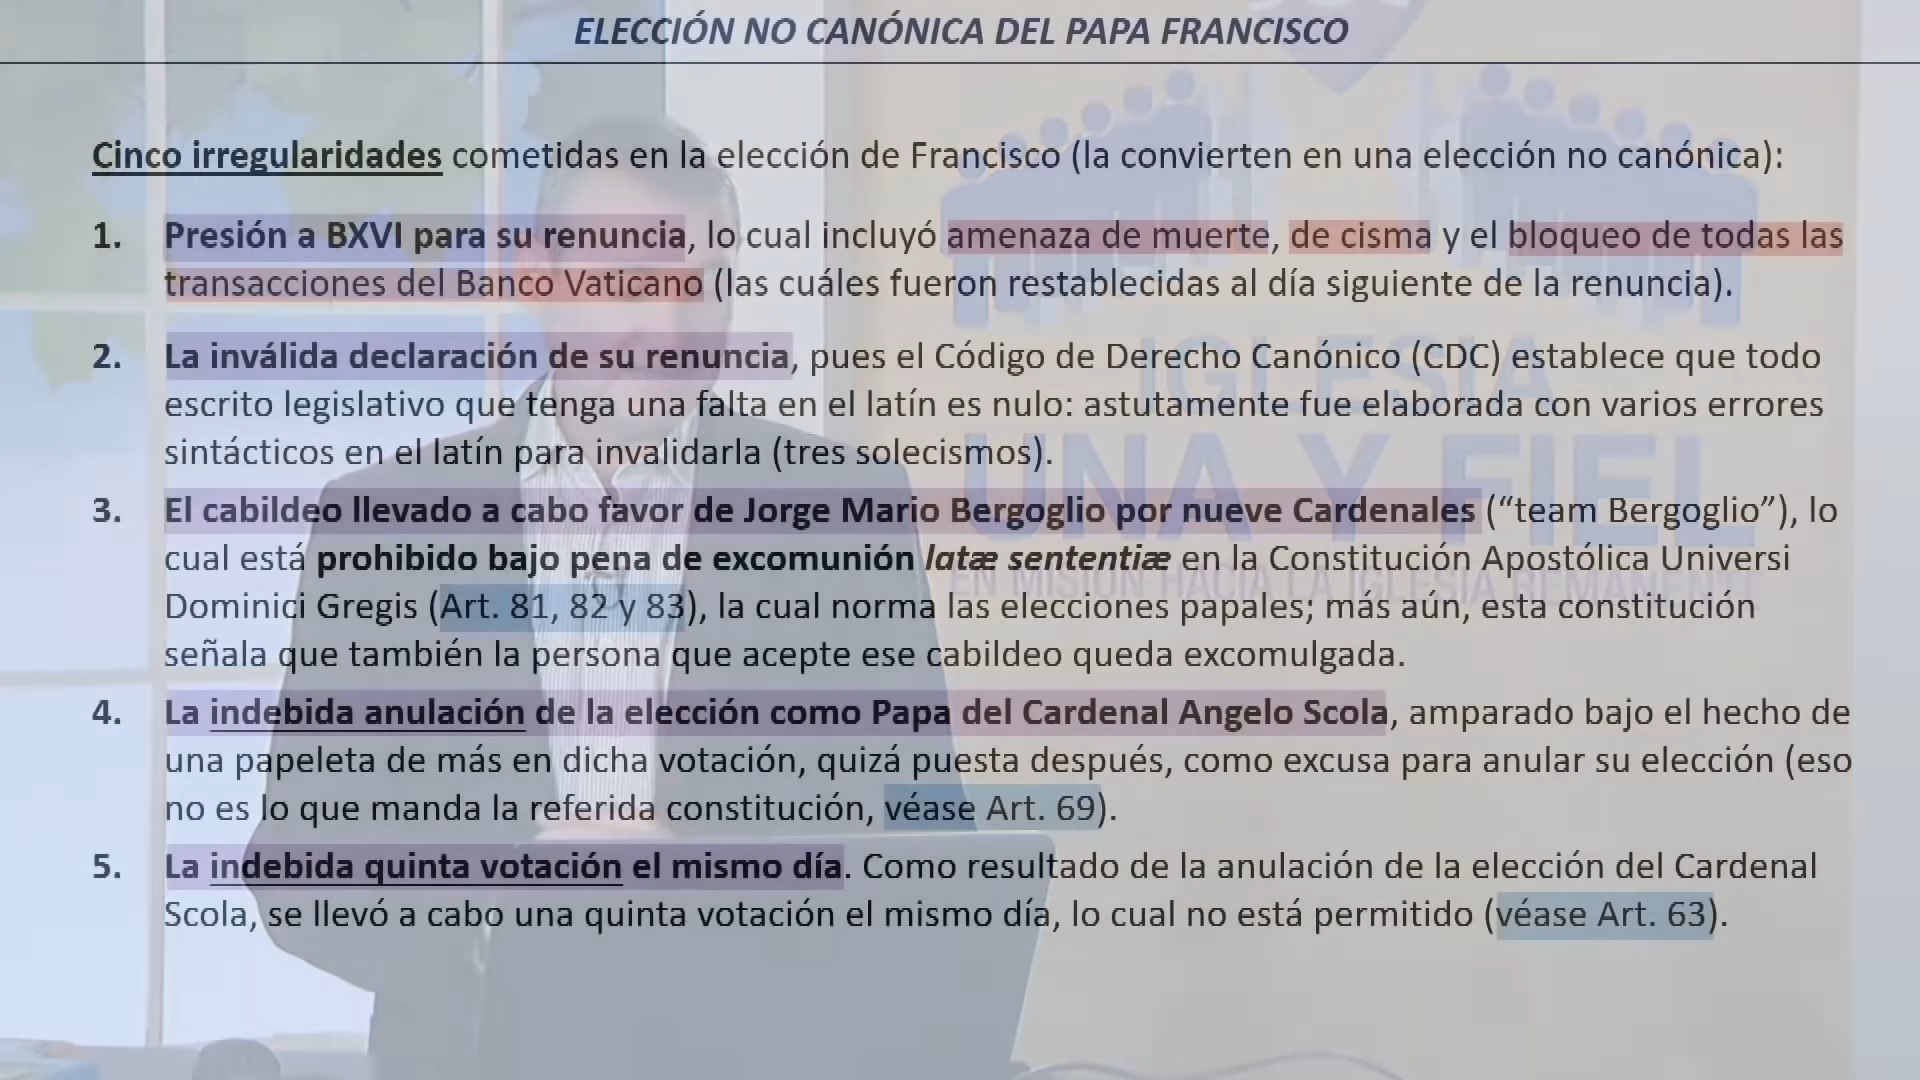 ELECCIÓN NO CANÓNICA DEL PAPA FRANCISCO
Cinco irregularidades cometidas en la elección de Francisco (la convierten en una elección no canónica):
1. Presión a BXVI para su renuncia, lo cual incluyó amenaza de muerte, de cisma y el bloqueo de todas las
transacciones del Banco Vaticano (las cuáles fueron restablecidas al día siguiente de la renuncia).
2. La inválida declaración de su renuncia, pues el Código de Derecho Canónico (CDC) establece que todo
escrito legislativo que tenga una falta en el latín es nulo: astutamente fue elaborada con varios errores
sintácticos en el latín para invalidarla (tres solecismos).
3. El cabildeo llevado a cabo favor de Jorge Mario Bergoglio por nueve Cardenales (“team Bergoglio”), lo
cual está prohibido bajo pena de excomunión latæ sententiæ en la Constitución Apostólica Universi
Dominici Gregis (Art. 81, 82 y 83), la cual norma las elecciones papales; más aún, esta constitución
señala que también la persona que acepte ese cabildeo queda excomulgada.
4. La indebida anulación de la elección como Papa del Cardenal Angelo Scola, amparado bajo el hecho de
una papeleta de más en dicha votación, quizá puesta después, como excusa para anular su elección (eso
no es lo que manda la referida constitución, véase Art. 69).
5. La indebida quinta votación el mismo día. Como resultado de la anulación de la elección del Cardenal
Scola, se llevó a cabo una quinta votación el mismo día, lo cual no está permitido (véase Art. 63).
IGLESIA
UNA Y FIEL
EN MISIÓN HACIA LA IGLESIA REMANENT